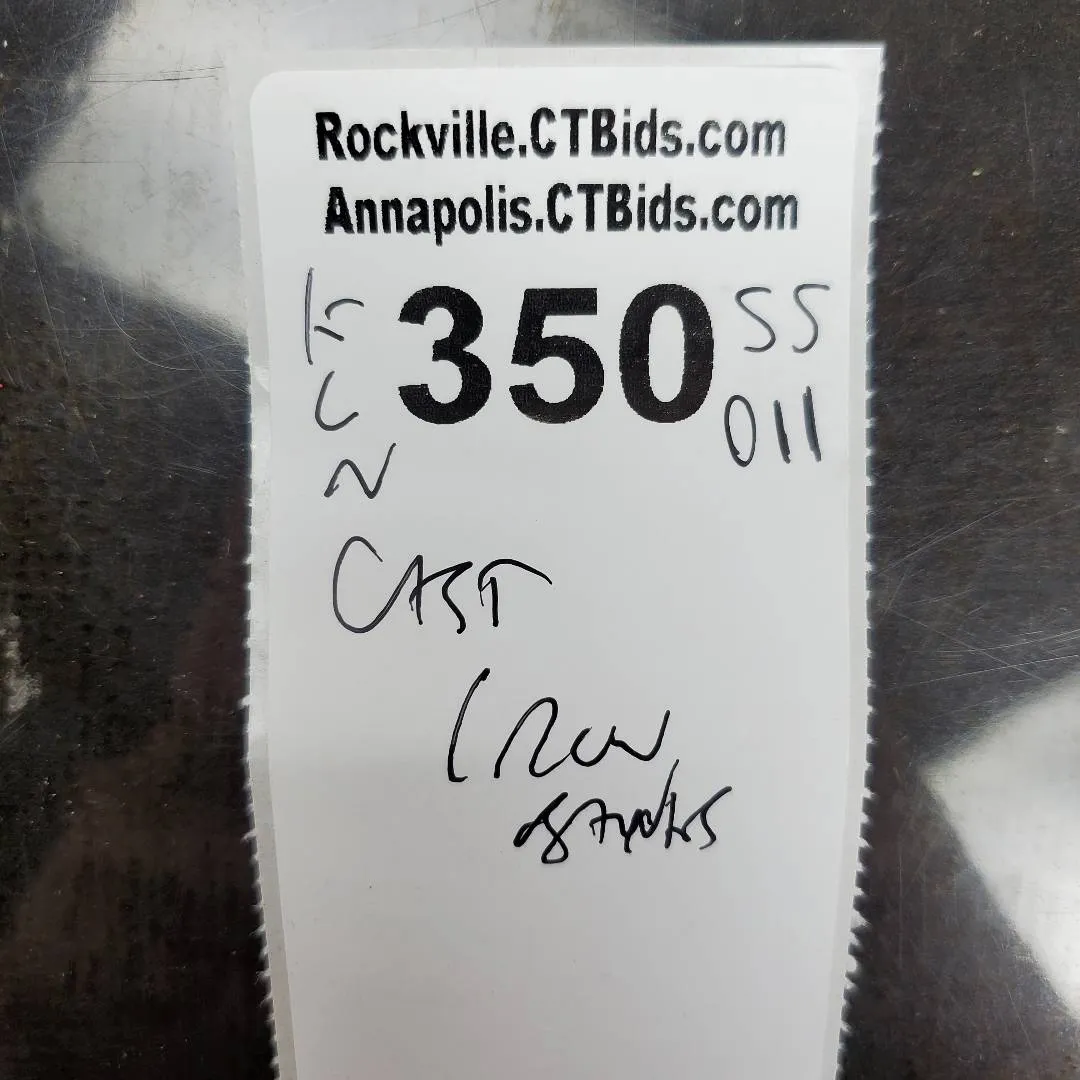 Rockville.CTBids.com
Annapolis.CTBids.com
350
SS
011
K
C
N
CAST
IRON